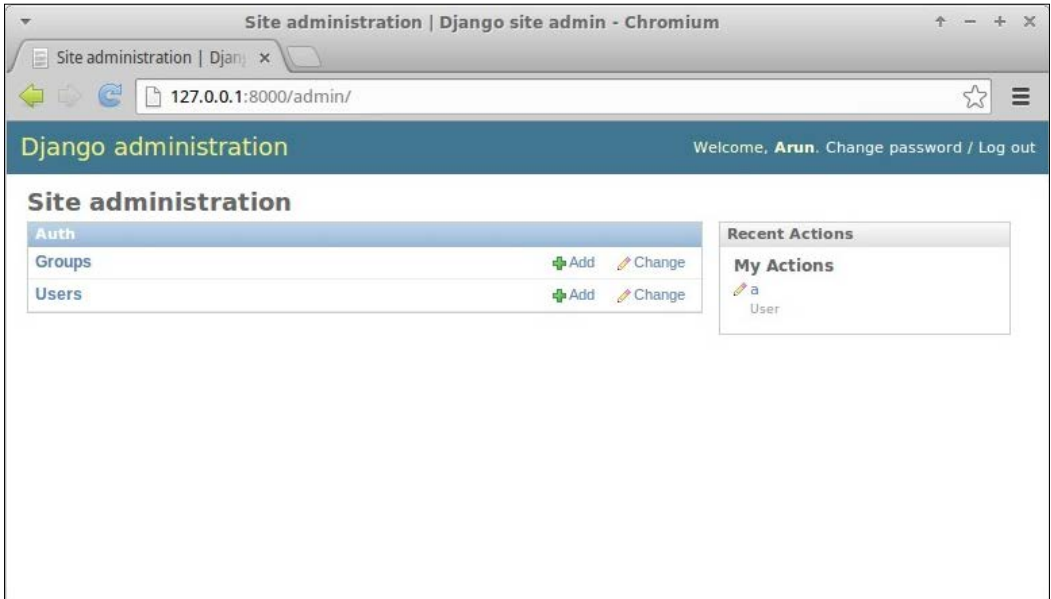 Site administration | Django site admin - Chromium
Site administration | Djan
127.0.0.1:8000/admin/
Django administration
Welcome, Arun. Change password / Log out
Site administration
Auth
Groups Add Change
Users Add Change
Recent Actions
My Actions
a
User